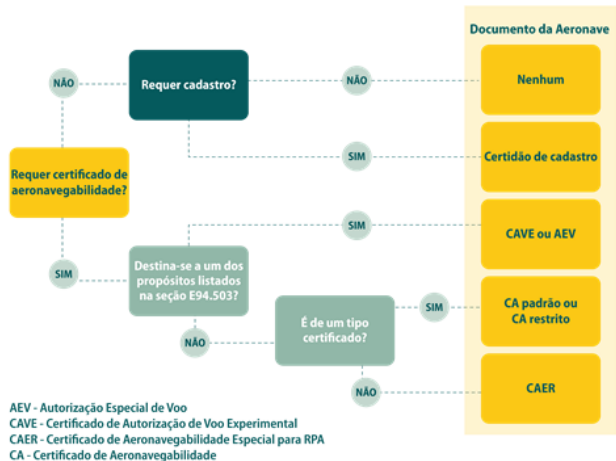 Documento da Aeronave
NÃO
Requer cadastro?
NÃO
Nenhum
SIM
Certidão de cadastro
Requer certificado de
aeronavegabilidade?
SIM
CAVE ou AEV
SIM
Destina-se a um dos
propósitos listados
na seção E94.503?
NÃO
É de um tipo
certificado?
SIM
CA padrão ou
CA restrito
NÃO
CAER
AEV - Autorização Especial de Voo
CAVE - Certificado de Autorização de Voo Experimental
CAER - Certificado de Aeronavegabilidade Especial para RPA
CA - Certificado de Aeronavegabilidade